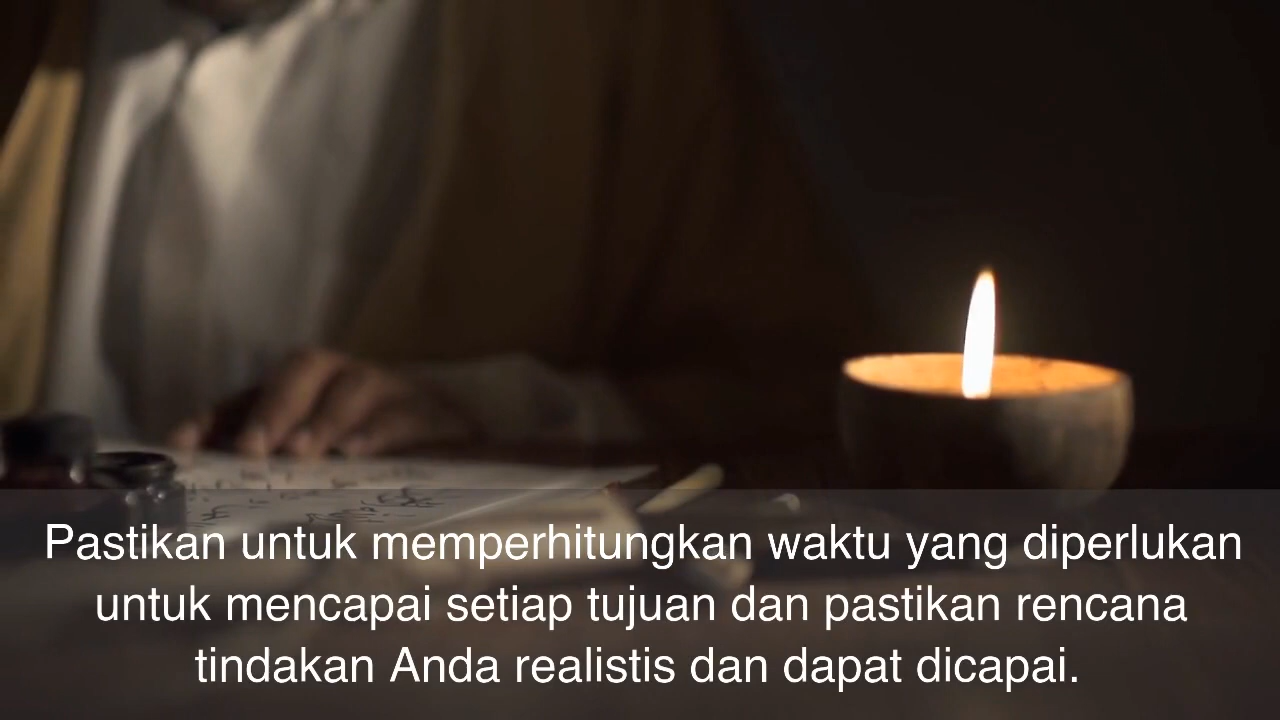 Pastikan untuk memperhitungkan waktu yang diperlukan
untuk mencapai setiap tujuan dan pastikan rencana
tindakan Anda realistis dan dapat dicapai.